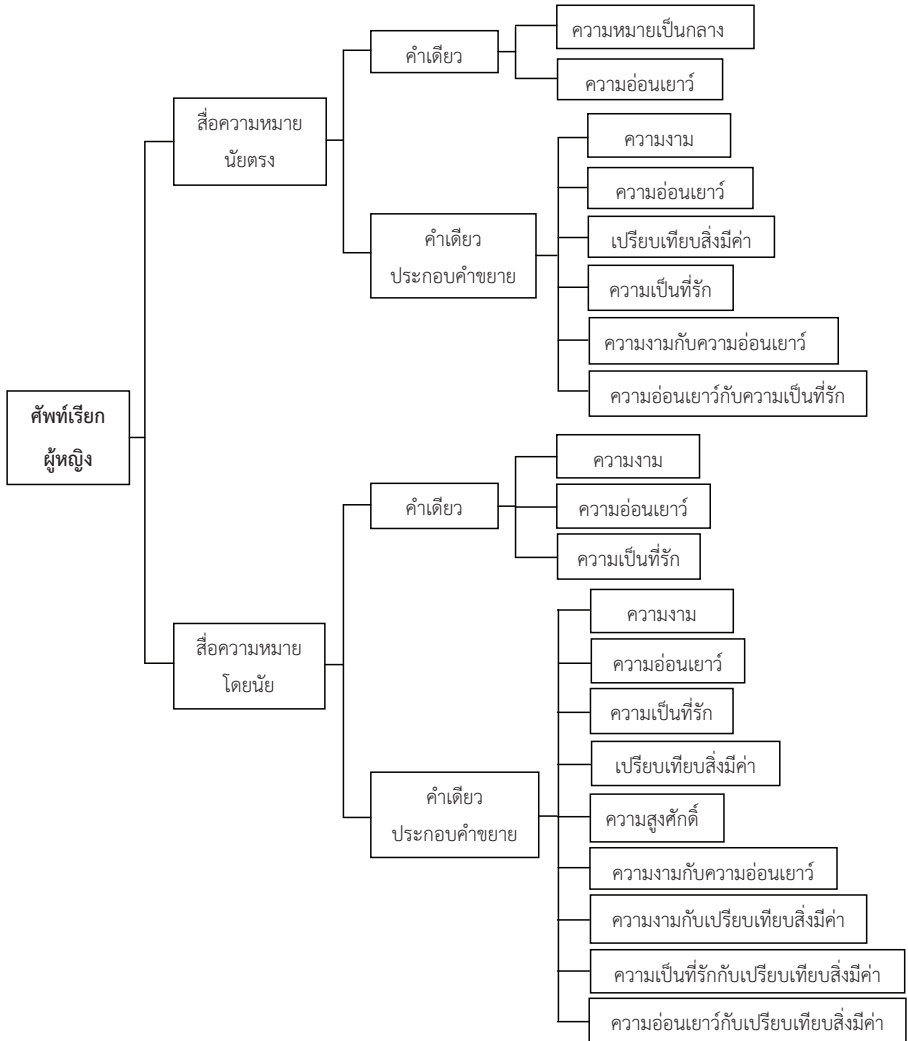 ศัพท์เรียก
ผู้หญิง
สื่อความหมาย
นัยตรง
คำเดียว
ความหมายเป็นกลาง
ความอ่อนเยาว์
คำเดียว
ประกอบคำขยาย
ความงาม
ความอ่อนเยาว์
เปรียบเทียบสิ่งมีค่า
ความเป็นที่รัก
ความงามกับความอ่อนเยาว์
ความอ่อนเยาว์กับความเป็นที่รัก
สื่อความหมาย
โดยนัย
คำเดียว
ความงาม
ความอ่อนเยาว์
ความเป็นที่รัก
คำเดียว
ประกอบคำขยาย
ความงาม
ความอ่อนเยาว์
ความเป็นที่รัก
เปรียบเทียบสิ่งมีค่า
ความสูงศักดิ์
ความงามกับความอ่อนเยาว์
ความงามกับเปรียบเทียบสิ่งมีค่า
ความเป็นที่รักกับเปรียบเทียบสิ่งมีค่า
ความอ่อนเยาว์กับเปรียบเทียบสิ่งมีค่า